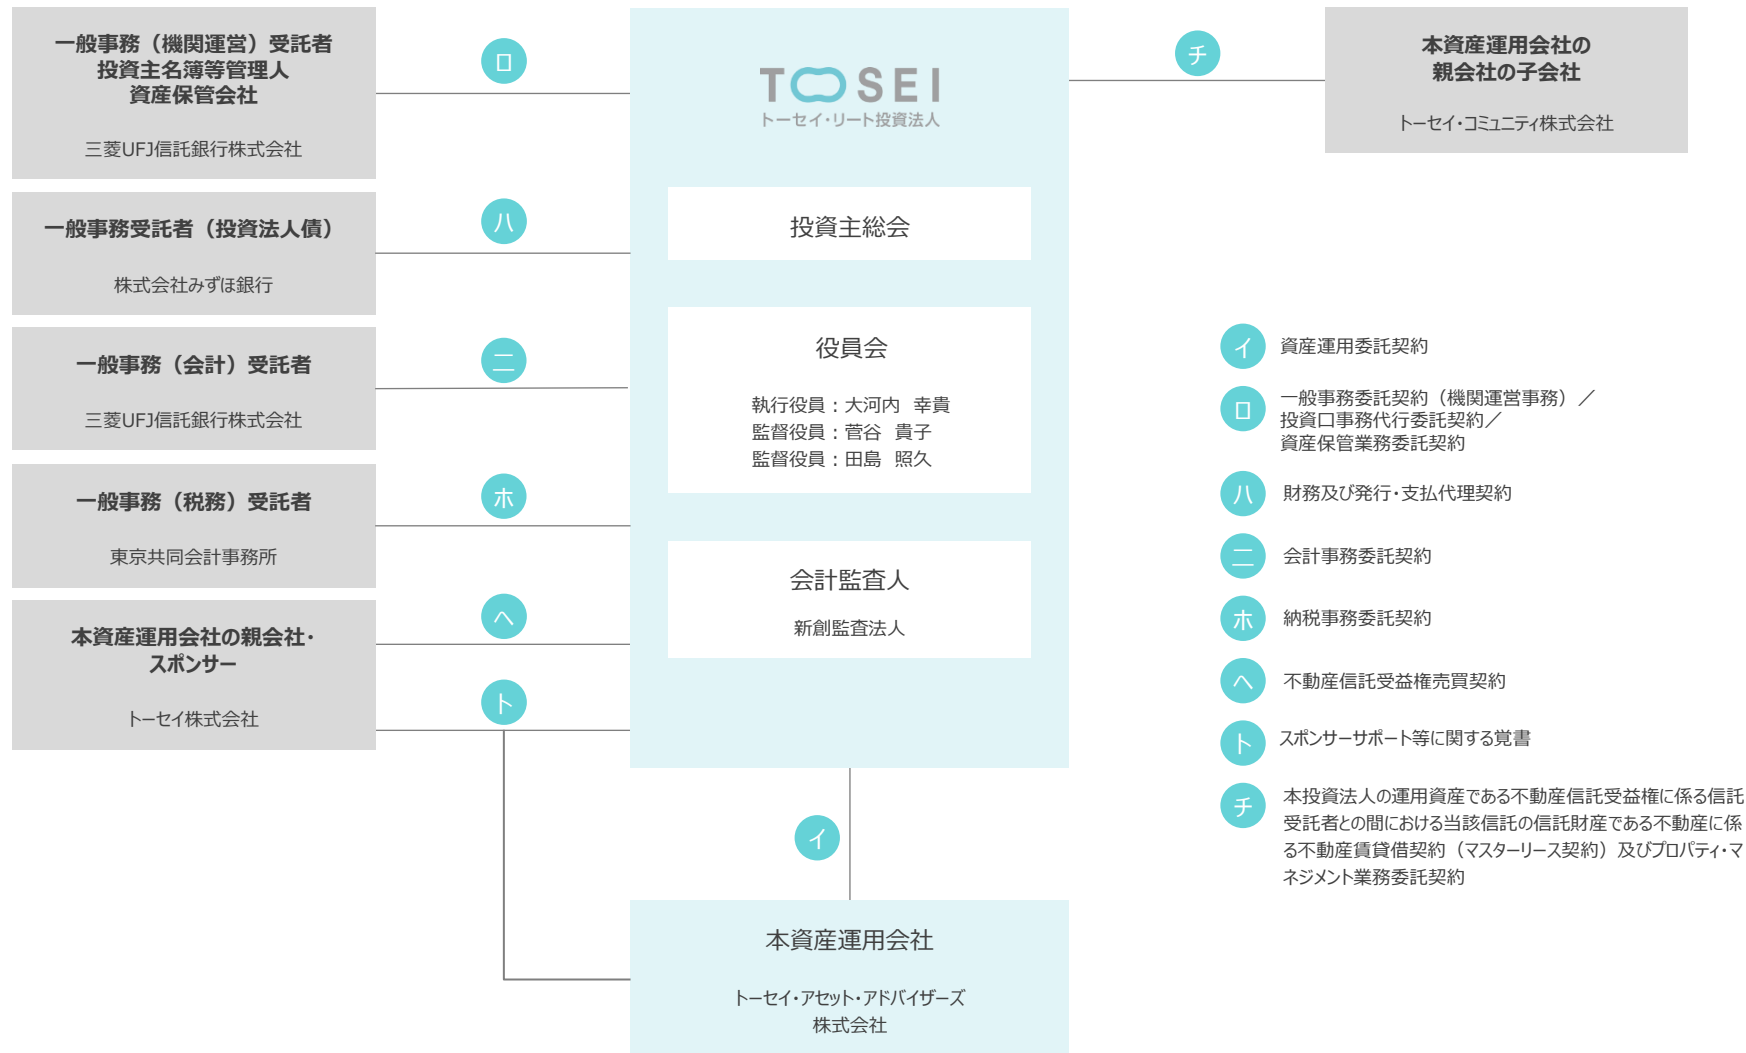 一般事務（機関運営）受託者
投資主名簿等管理人
資産保管会社
三菱UFJ信託銀行株式会社
ロ
一般事務受託者（投資法人債）
株式会社みずほ銀行
ハ
一般事務（会計）受託者
三菱UFJ信託銀行株式会社
ニ
一般事務（税務）受託者
東京共同会計事務所
ホ
本資産運用会社の親会社・
スポンサー
トーセイ株式会社
ヘ
ト
TOSEI
トーセイ・リート投資法人
投資主総会
役員会
執行役員：大河内 幸貴
監督役員：菅谷 貴子
監督役員：田島 照久
会計監査人
新創監査法人
イ
本資産運用会社
トーセイ・アセット・アドバイザーズ
株式会社
チ
本資産運用会社の
親会社の子会社
トーセイ・コミュニティ株式会社
イ 資産運用委託契約
ロ 一般事務委託契約（機関運営事務）／
投資口事務代行委託契約／
資産保管業務委託契約
ハ 財務及び発行・支払代理契約
ニ 会計事務委託契約
ホ 納税事務委託契約
ヘ 不動産信託受益権売買契約
ト スポンサーサポート等に関する覚書
チ 本投資法人の運用資産である不動産信託受益権に係る信託
受託者との間における当該信託の信託財産である不動産に係
る不動産賃貸借契約（マスターリース契約）及びプロパティ・マ
ネジメント業務委託契約